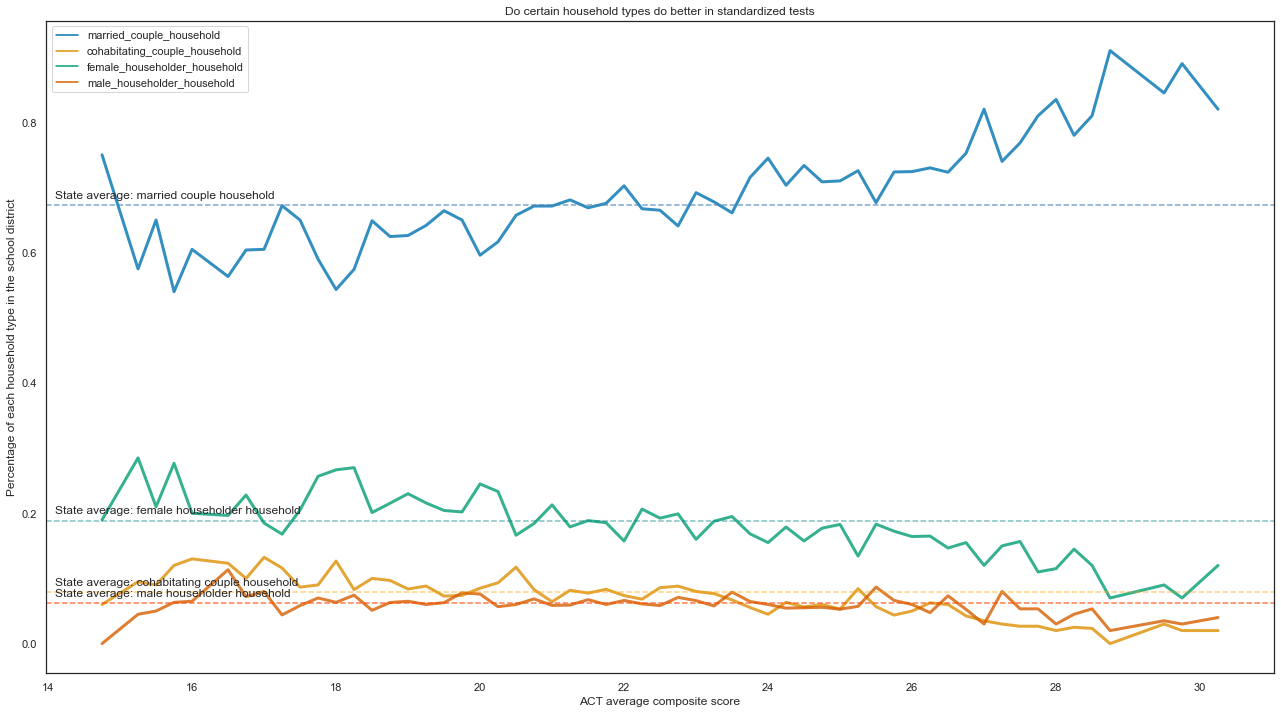 Do certain household types do better in standardized tests
married_couple_household
cohabitating_couple_household
female_householder_household
male_householder_household
Percentage of each household type in the school district
0.8
0.6
0.4
0.2
0.0
State average: married couple household
State average: female householder household
State average: cohabitating couple household
State average: male householder household
14
16
18
20
22
24
26
28
30
ACT average composite score